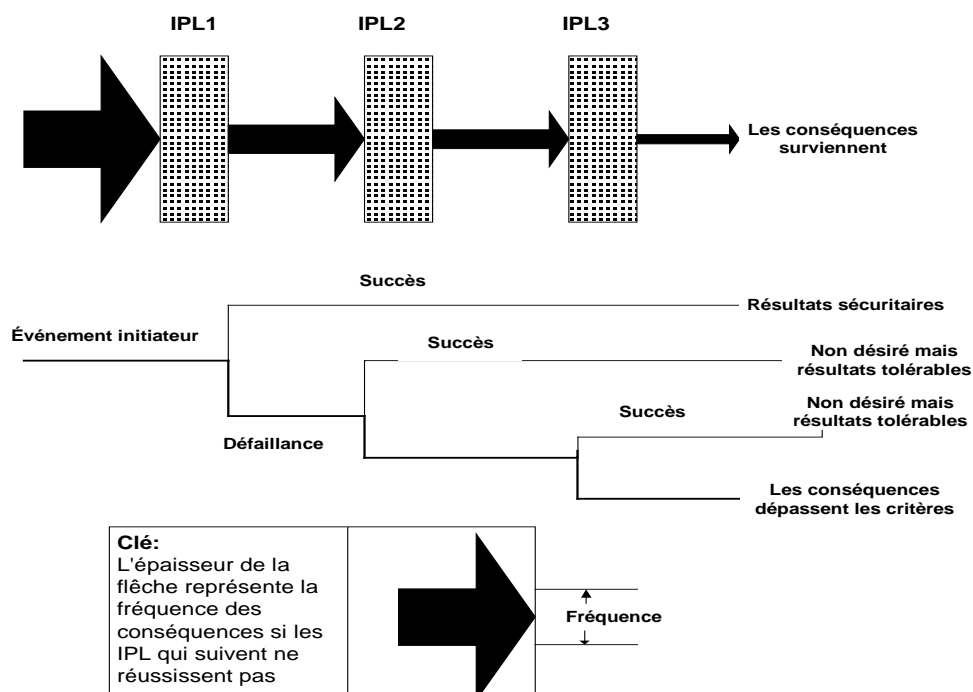 IPL1 IPL2 IPL3
Les conséquences
surviennent
Succès
Résultats sécuritaires
Événement initiateur
Succès
Non désiré mais
résultats tolérables
Non désiré mais
résultats tolérables
Succès
Défaillance
Les conséquences
dépassent les critères
Clé:
L'épaisseur de la
flêche représente la
fréquence des
conséquences si les
IPL qui suivent ne
réussissent pas
Fréquence